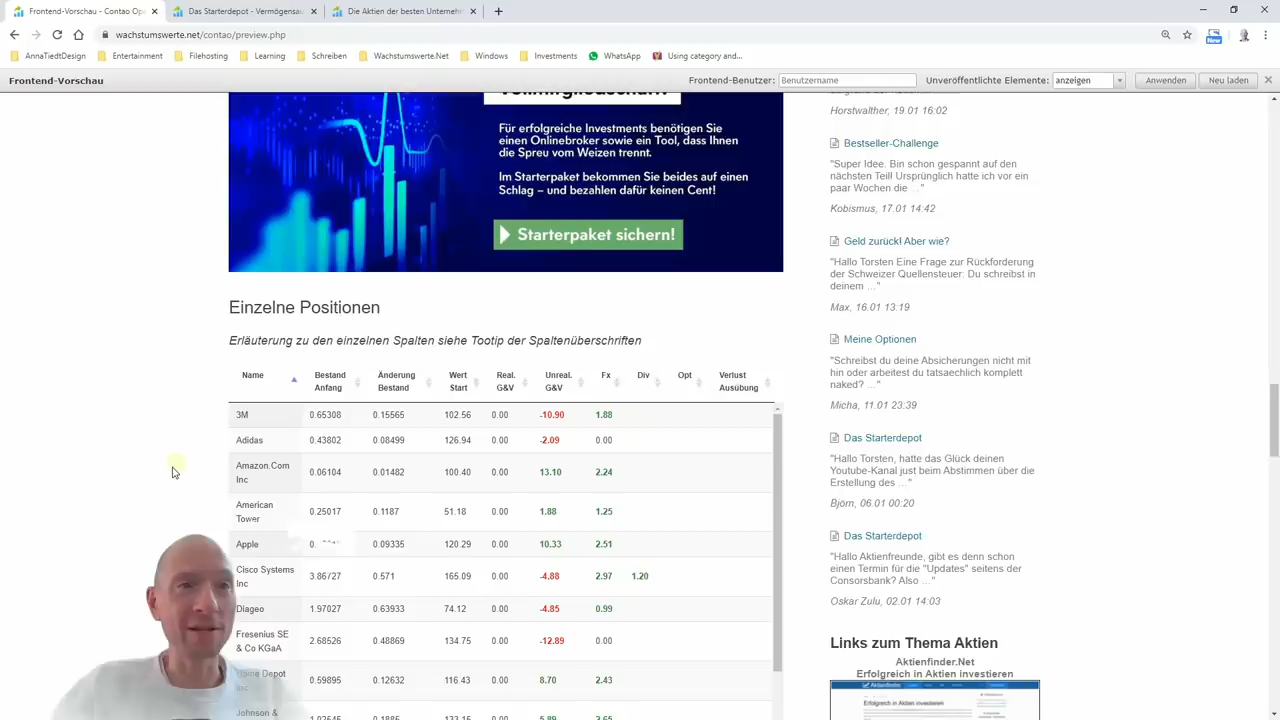 Frontend-Vorschau - Contao Ope
Das Starterdepot - Vermögensau
Die Aktien der besten Unternehm
wachstumswerte.net/contao/preview.php
AnnaTiedtDesign
Entertainment
Filehosting
Learning
Schreiben
Wachstumswerte.Net
Windows
Investments
WhatsApp
Using category and...
New
Frontend-Vorschau
Frontend-Benutzer:
Benutzername
Unveröffentlichte Elemente:
anzeigen
Anwenden
Neu laden
Vollmitgliedschaft!
Für erfolgreiche Investments benötigen Sie
einen Onlinebroker sowie ein Tool, dass Ihnen
die Spreu vom Weizen trennt.
Im Starterpaket bekommen Sie beides auf einen
Schlag – und bezahlen dafür keinen Cent!
Starterpaket sichern!
Einzelne Positionen
Erläuterung zu den einzelnen Spalten siehe Tootip der Spaltenüberschriften
Name Bestand Anfang Änderung Bestand Wert Start Real. G&V Unreal. G&V Fx Div Opt Verlust Ausübung
3M 0.65308 0.15565 102.56 0.00 -10.90 1.88
Adidas 0.43802 0.08499 126.94 0.00 -2.09 0.00
Amazon.Com Inc 0.06104 0.01482 100.40 0.00 13.10 2.24
American Tower 0.25017 0.1187 51.18 0.00 1.88 1.25
Apple 0.09335 120.29 0.00 10.33 2.51
Cisco Systems Inc 3.86727 0.571 165.09 0.00 -4.88 2.97 1.20
Diageo 1.97027 0.63933 74.12 0.00 -4.85 0.99
Fresenius SE & Co KGaA 2.68526 0.48869 134.75 0.00 -12.89 0.00
Depot 0.59895 0.12632 116.43 0.00 8.70 2.43
Johnson
Horstwalther, 19.01 16:02
Bestseller-Challenge
"Super Idee. Bin schon gespannt auf den
nächsten Teil! Ursprünglich hatte ich vor ein
paar Wochen die ..."
Kobismus, 17.01 14:42
Geld zurück! Aber wie?
"Hallo Torsten Eine Frage zur Rückforderung
der Schweizer Quellensteuer: Du schreibst in
deinem ..."
Max, 16.01 13:19
Meine Optionen
"Schreibst du deine Absicherungen nicht mit
hin oder arbeitest du tatsaechlich komplett
naked? ..."
Micha, 11.01 23:39
Das Starterdepot
"Hallo Torsten, hatte das Glück deinen
Youtube-Kanal just beim Abstimmen über die
Erstellung des ..."
Björn, 06.01 00:20
Das Starterdepot
"Hallo Aktienfreunde, gibt es denn schon
einen Termin für die "Updates" seitens der
Consorsbank? Also ..."
Oskar Zulu, 02.01 14:03
Links zum Thema Aktien
Aktienfinder.Net
Erfolgreich in Aktien investieren
Aktienfinder
Erfolgreich in Aktien investieren